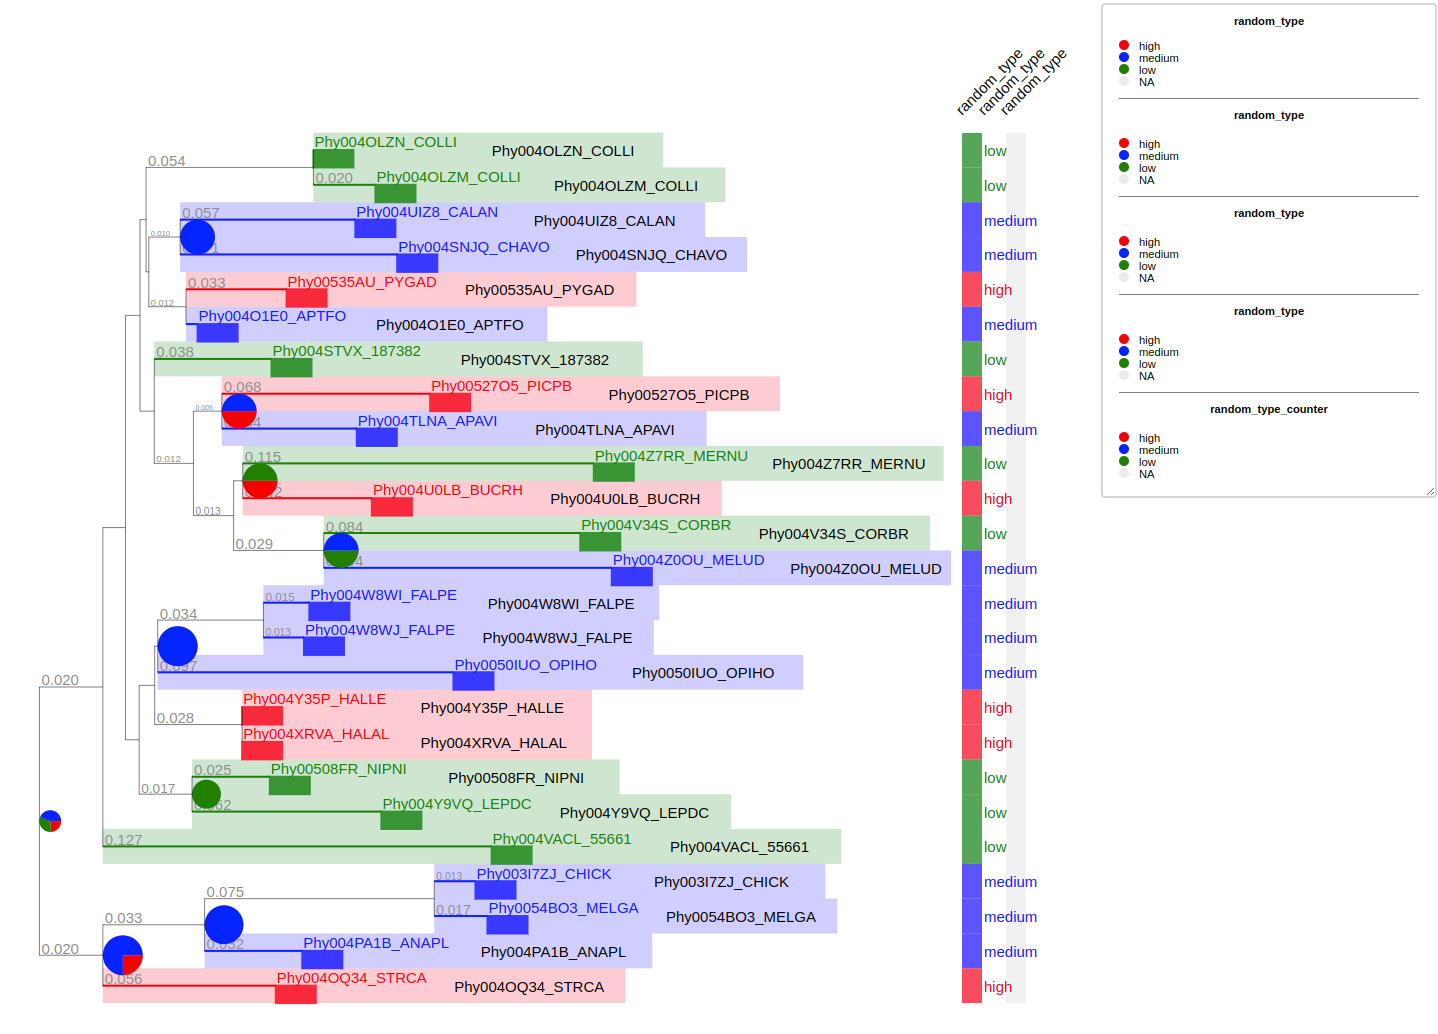 random_type
random_type
random_type
0.054
Phy004OLZN_COLLI Phy004OLZN_COLLI low
0.020 Phy004OLZM_COLLI Phy004OLZM_COLLI low
0.057 Phy004UIZ8_CALAN Phy004UIZ8_CALAN medium
0.010
Phy004SNJQ_CHAVO Phy004SNJQ_CHAVO medium
0.033 Phy00535AU_PYGAD Phy00535AU_PYGAD high
0.012
Phy004O1E0_APTFO Phy004O1E0_APTFO medium
0.038 Phy004STVX_187382 Phy004STVX_187382 low
0.068 Phy00527O5_PICPB Phy00527O5_PICPB high
0.009
Phy004TLNA_APAVI Phy004TLNA_APAVI medium
0.012
0.115 Phy004Z7RR_MERNU Phy004Z7RR_MERNU low
Phy004U0LB_BUCRH Phy004U0LB_BUCRH high
0.013
0.084 Phy004V34S_CORBR Phy004V34S_CORBR low
0.029
Phy004Z0OU_MELUD Phy004Z0OU_MELUD medium
0.015 Phy004W8WI_FALPE Phy004W8WI_FALPE medium
0.034
0.013 Phy004W8WJ_FALPE Phy004W8WJ_FALPE medium
0.097 Phy0050IUO_OPIHO Phy0050IUO_OPIHO medium
0.020
Phy004Y35P_HALLE Phy004Y35P_HALLE high
0.028
Phy004XRVA_HALAL Phy004XRVA_HALAL high
0.025 Phy00508FR_NIPNI Phy00508FR_NIPNI low
0.017
Phy004Y9VQ_LEPDC Phy004Y9VQ_LEPDC low
0.127 Phy004VACL_55661 Phy004VACL_55661 low
0.013 Phy003I7ZJ_CHICK Phy003I7ZJ_CHICK medium
0.075
0.017 Phy0054BO3_MELGA Phy0054BO3_MELGA medium
0.033
0.032 Phy004PA1B_ANAPL Phy004PA1B_ANAPL medium
0.020
0.056 Phy004OQ34_STRCA Phy004OQ34_STRCA high
random_type
high
medium
low
NA
random_type
high
medium
low
NA
random_type
high
medium
low
NA
random_type
high
medium
low
NA
random_type_counter
high
medium
low
NA